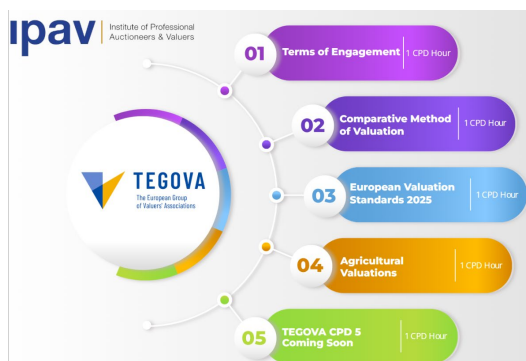 ipav
Institute of Professional
Auctioneers & Valuers
01
Terms of Engagement
1 CPD Hour
02
Comparative Method
of Valuation
1 CPD Hour
TEGOVA
The European Group
of Valuers' Associations
03
European Valuation
Standards 2025
1 CPD Hour
04
Agricultural
Valuations
1 CPD Hour
05
TEGOVA CPD 5
Coming Soon
1 CPD Hour